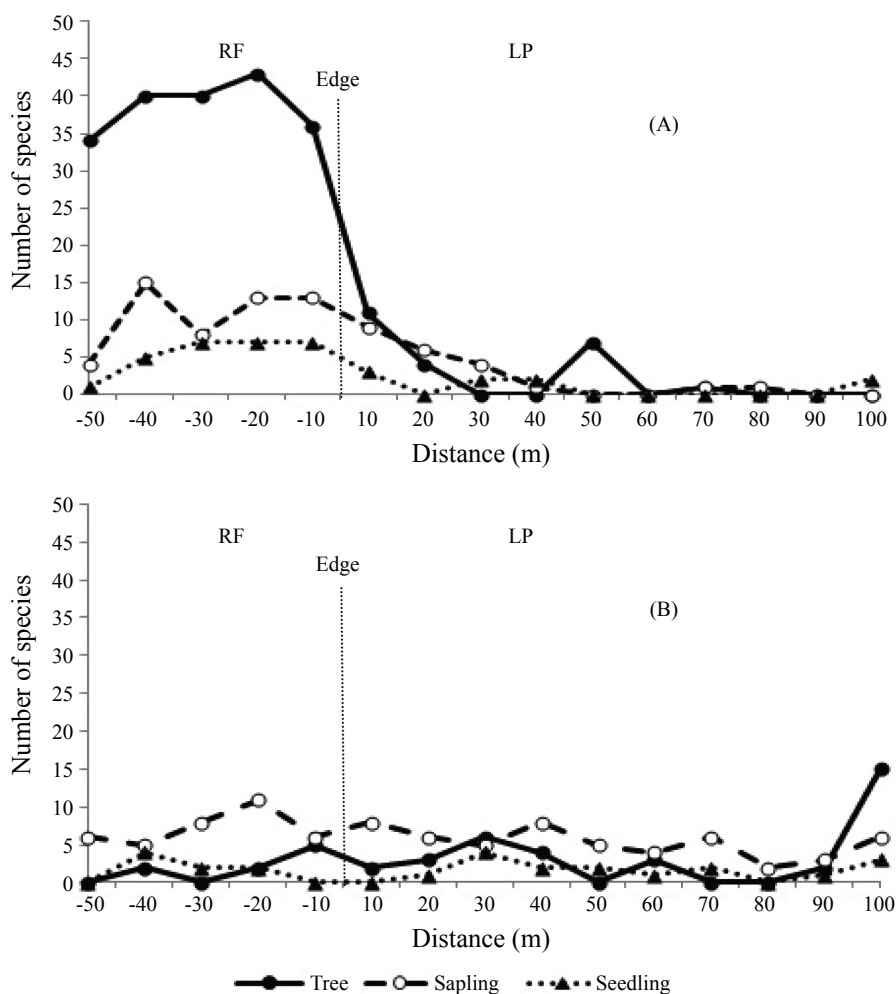 50
45
40
35
30
25
20
15
10
5
0
Number of species
RF
LP
Edge
(A)
-50 -40 -30 -20 -10 10 20 30 40 50 60 70 80 90 100
Distance (m)
50
45
40
35
30
25
20
15
10
5
0
Number of species
RF
LP
Edge
(B)
-50 -40 -30 -20 -10 10 20 30 40 50 60 70 80 90 100
Distance (m)
Tree Sapling Seedling